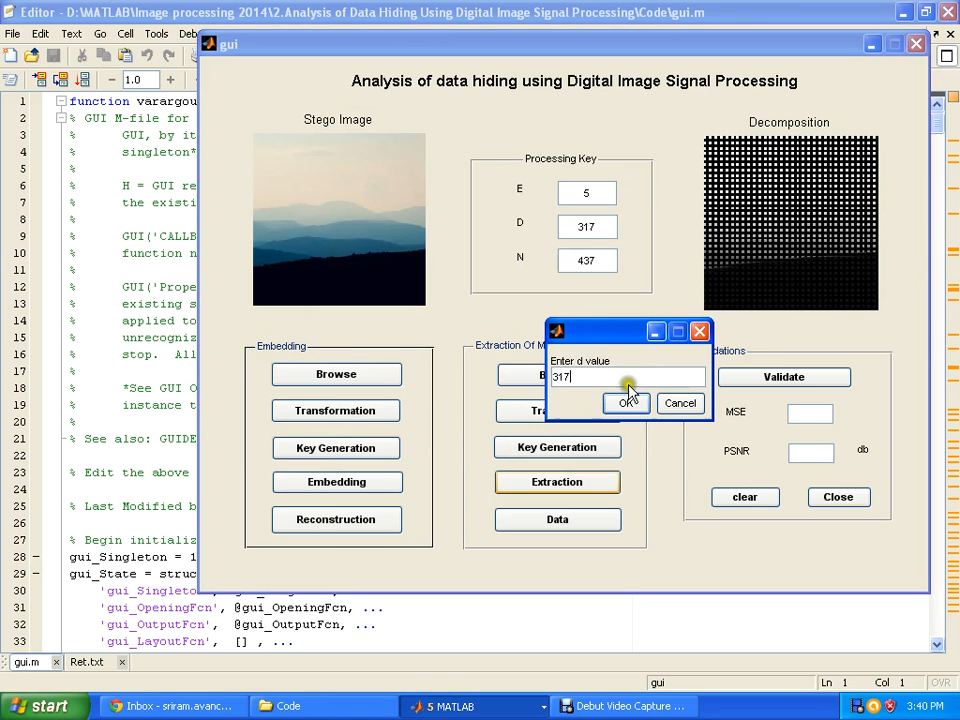 Editor - D:\MATLAB\Image processing 2014\2.Analysis of Data Hiding Using Digital Image Signal Processing\Code\gui.m
File Edit Text Go Cell Tools Deb
gui
1.0
Analysis of data hiding using Digital Image Signal Processing
Stego Image
Processing Key
Decomposition
E 5
D 317
N 437
1 function varargou
2 % GUI M-file for
3 % GUI, by it
4 % singleton*
5 %
6 % H = GUI re
7 % the existi
8 %
9 % GUI('CALLB
10 % function n
11 %
12 % GUI('Prope
13 % existing s
14 % applied to
15 % unrecogniz
16 % stop. All
17 %
18 % *See GUI O
19 % instance t
20 %
21 % See also: GUIDE
22
23 % Edit the above
24
25 % Last Modified b
26
27 % Begin initializ
28 gui_Singleton = 1
29 gui_State = struc
30 'gui_Singleto
31 'gui_OpeningFcn', @gui_OpeningFcn, ...
32 'gui_OutputFcn', @gui_OutputFcn, ...
33 'gui_LayoutFcn', [] , ...
Embedding
Browse
Transformation
Key Generation
Embedding
Reconstruction
Extraction Of M
B
Tra
Key Generation
Extraction
Data
Enter d value
317
OK Cancel
dations
Validate
MSE
PSNR db
clear Close
gui.m Ret.txt
gui Ln 1 Col 1 OVR
start Inbox - sriram.avanc... Code 5 MATLAB Debut Video Capture ... 3:40 PM